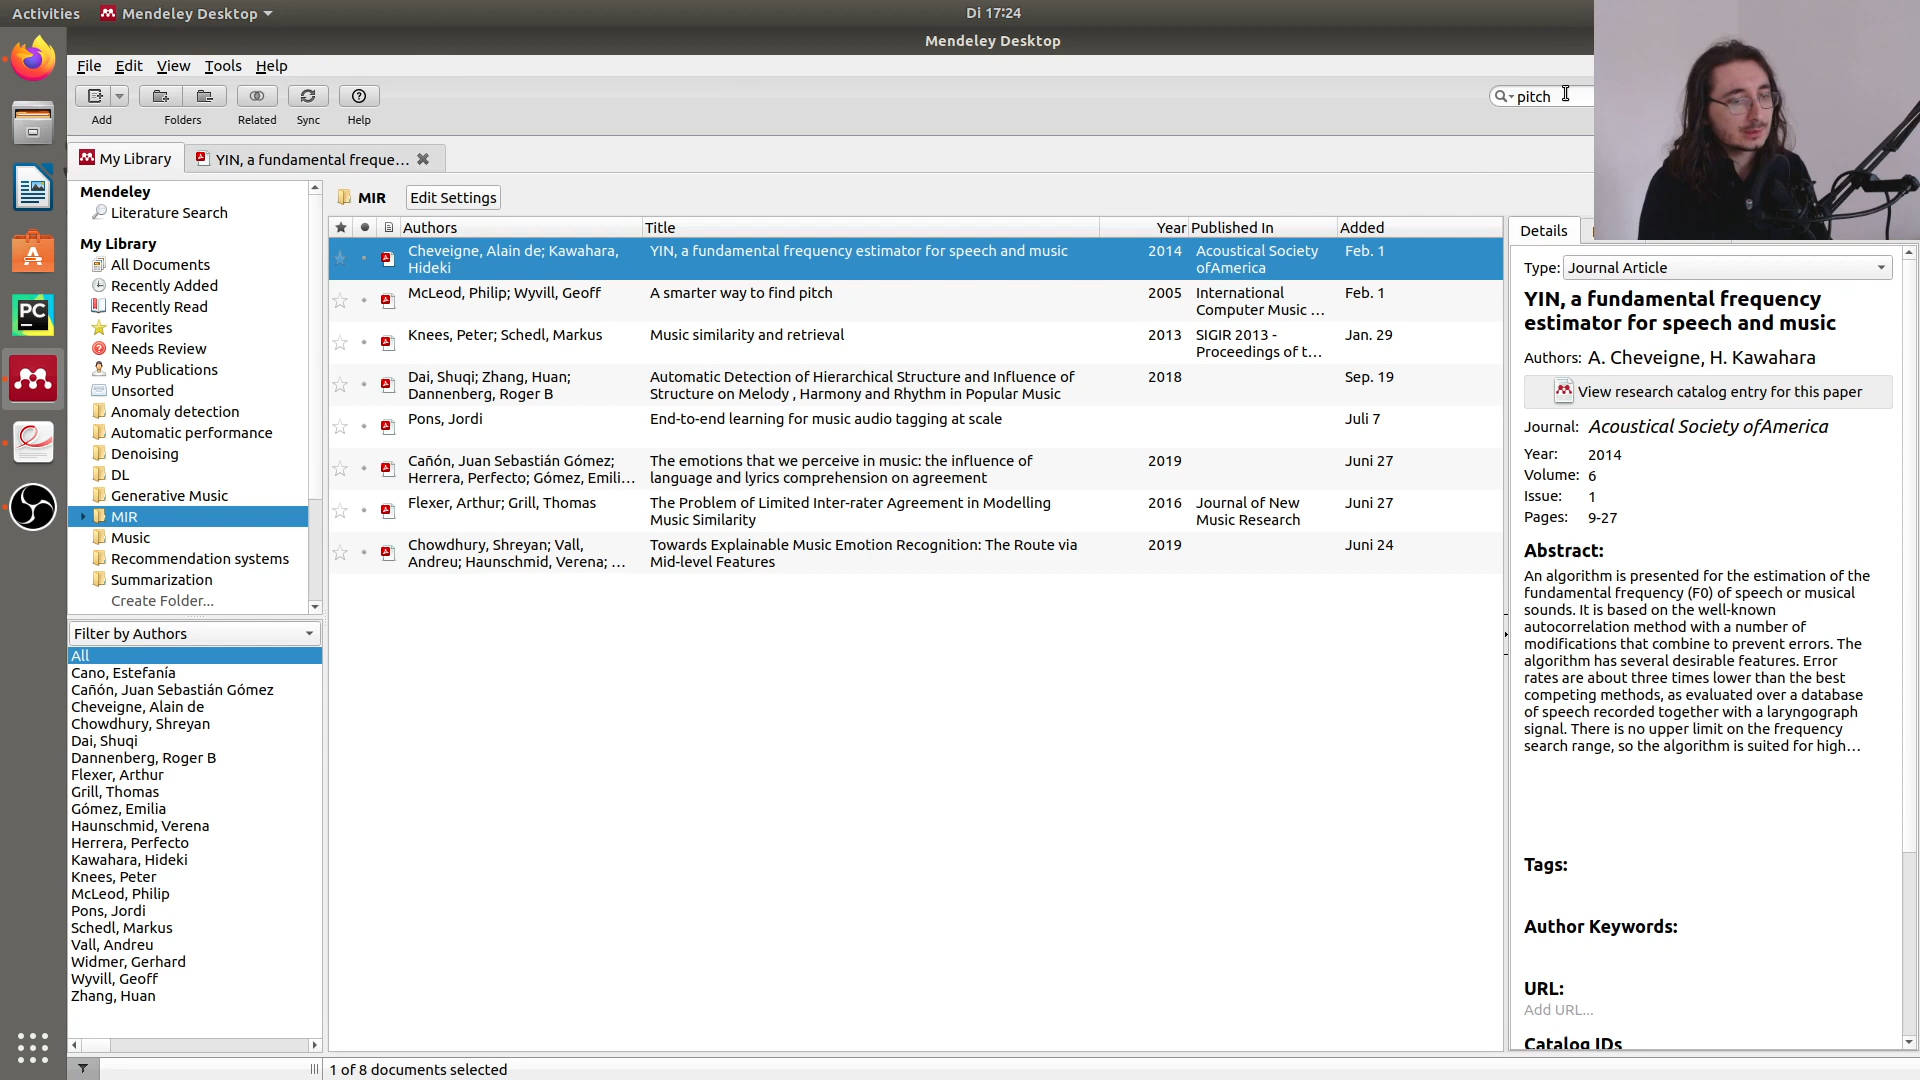 Activities
Mendeley Desktop
Di 17:24
Mendeley Desktop
File Edit View Tools Help
pitch
Add Folders Related Sync Help
My Library
YIN, a fundamental freque...
Mendeley
Literature Search
My Library
All Documents
Recently Added
Recently Read
Favorites
Needs Review
My Publications
Unsorted
Anomaly detection
Automatic performance
Denoising
DL
Generative Music
MIR
Music
Recommendation systems
Summarization
Create Folder...
Filter by Authors
All
Cano, Estefanía
Cañón, Juan Sebastián Gómez
Cheveigne, Alain de
Chowdhury, Shreyan
Dai, Shuqi
Dannenberg, Roger B
Flexer, Arthur
Grill, Thomas
Gómez, Emilia
Haunschmid, Verena
Herrera, Perfecto
Kawahara, Hideki
Knees, Peter
McLeod, Philip
Pons, Jordi
Schedl, Markus
Vall, Andreu
Widmer, Gerhard
Wyvill, Geoff
Zhang, Huan
MIR
Edit Settings
Authors Title Year Published In Added
Cheveigne, Alain de; Kawahara, YIN, a fundamental frequency estimator for speech and music 2014 Acoustical Society Feb. 1
Hideki ofAmerica
McLeod, Philip; Wyvill, Geoff A smarter way to find pitch 2005 International Feb. 1
Computer Music ...
Knees, Peter; Schedl, Markus Music similarity and retrieval 2013 SIGIR 2013 - Jan. 29
Proceedings of t...
Dai, Shuqi; Zhang, Huan; Automatic Detection of Hierarchical Structure and Influence of 2018 Sep. 19
Dannenberg, Roger B Structure on Melody , Harmony and Rhythm in Popular Music
Pons, Jordi End-to-end learning for music audio tagging at scale Juli 7
Cañón, Juan Sebastián Gómez; The emotions that we perceive in music: the influence of 2019 Juni 27
Herrera, Perfecto; Gómez, Emili... language and lyrics comprehension on agreement
Flexer, Arthur; Grill, Thomas The Problem of Limited Inter-rater Agreement in Modelling 2016 Journal of New Juni 27
Music Similarity Music Research
Chowdhury, Shreyan; Vall, Towards Explainable Music Emotion Recognition: The Route via 2019 Juni 24
Andreu; Haunschmid, Verena; ... Mid-level Features
1 of 8 documents selected
Details
Type: Journal Article
YIN, a fundamental frequency
estimator for speech and music
Authors: A. Cheveigne, H. Kawahara
View research catalog entry for this paper
Journal: Acoustical Society ofAmerica
Year: 2014
Volume: 6
Issue: 1
Pages: 9-27
Abstract:
An algorithm is presented for the estimation of the
fundamental frequency (F0) of speech or musical
sounds. It is based on the well-known
autocorrelation method with a number of
modifications that combine to prevent errors. The
algorithm has several desirable features. Error
rates are about three times lower than the best
competing methods, as evaluated over a database
of speech recorded together with a laryngograph
signal. There is no upper limit on the frequency
search range, so the algorithm is suited for high...
Tags:
Author Keywords:
URL:
Add URL...
Catalog IDs
PC